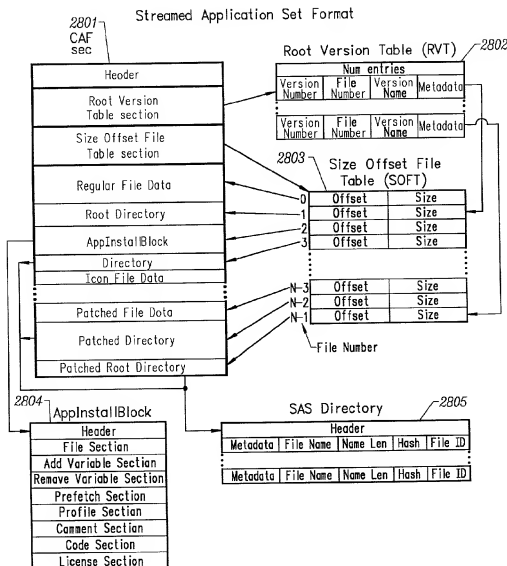 Streamed Application Set Format
2801
CAF
sec
Header
Root Version
Table section
Size Offset File
Table section
Regular File Data
Root Directory
AppInstallBlock
Directory
Icon File Data
Patched File Data
Patched Directory
Patched Root Directory
Root Version Table (RVT)
2802
Num entries
Version Number
File Number
Version Name
Metadata
Version Number
File Number
Version Name
Metadata
2803
Size Offset File
Table (SOFT)
0 Offset Size
1 Offset Size
2 Offset Size
3 Offset Size
N-3 Offset Size
N-2 Offset Size
N-1 Offset Size
File Number
2804
AppInstallBlock
Header
File Section
Add Variable Section
Remove Variable Section
Prefetch Section
Profile Section
Comment Section
Code Section
License Section
SAS Directory
2805
Header
Metadata File Name Name Len Hash File ID
Metadata File Name Name Len Hash File ID